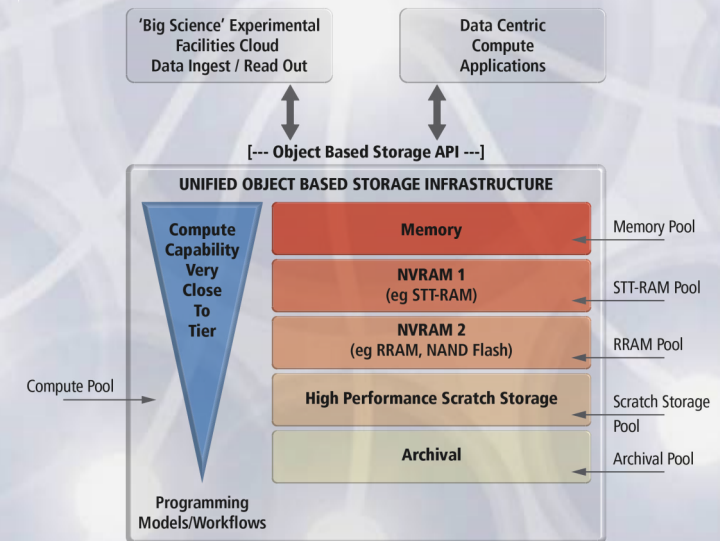 'Big Science' Experimental
Facilities Cloud
Data Ingest / Read Out
Data Centric
Compute
Applications
[--- Object Based Storage API ---]
UNIFIED OBJECT BASED STORAGE INFRASTRUCTURE
Compute
Capability
Very
Close
To
Tier
Memory
Memory Pool
NVRAM 1
(eg STT-RAM)
STT-RAM Pool
NVRAM 2
(eg RRAM, NAND Flash)
RRAM Pool
Compute Pool
High Performance Scratch Storage
Scratch Storage
Pool
Archival
Archival Pool
Programming
Models/Workflows